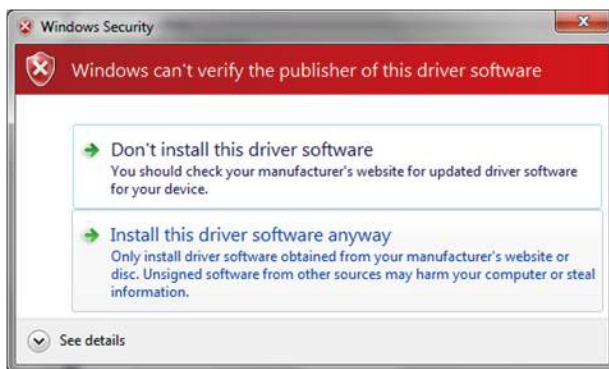 Windows Security
Windows can't verify the publisher of this driver software
Don't install this driver software
You should check your manufacturer's website for updated driver software
for your device.
Install this driver software anyway
Only install driver software obtained from your manufacturer's website or
disc. Unsigned software from other sources may harm your computer or steal
information.
See details